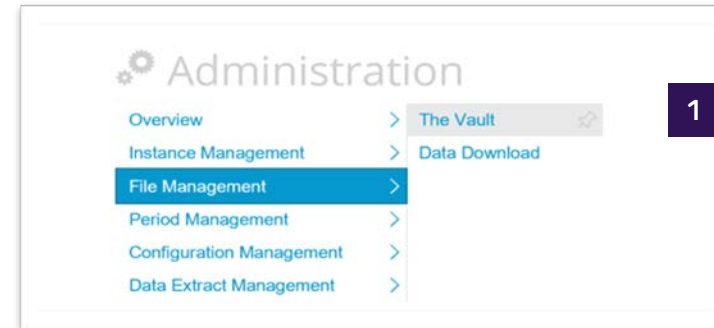 Administration
1
Overview > The Vault
Instance Management > Data Download
File Management >
Period Management >
Configuration Management >
Data Extract Management >